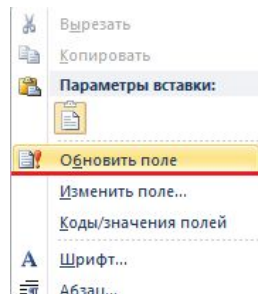 Вырезать
Копировать
Параметры вставки:
Обновить поле
Изменить поле...
Коды/значения полей
А Шрифт...
Абзац...